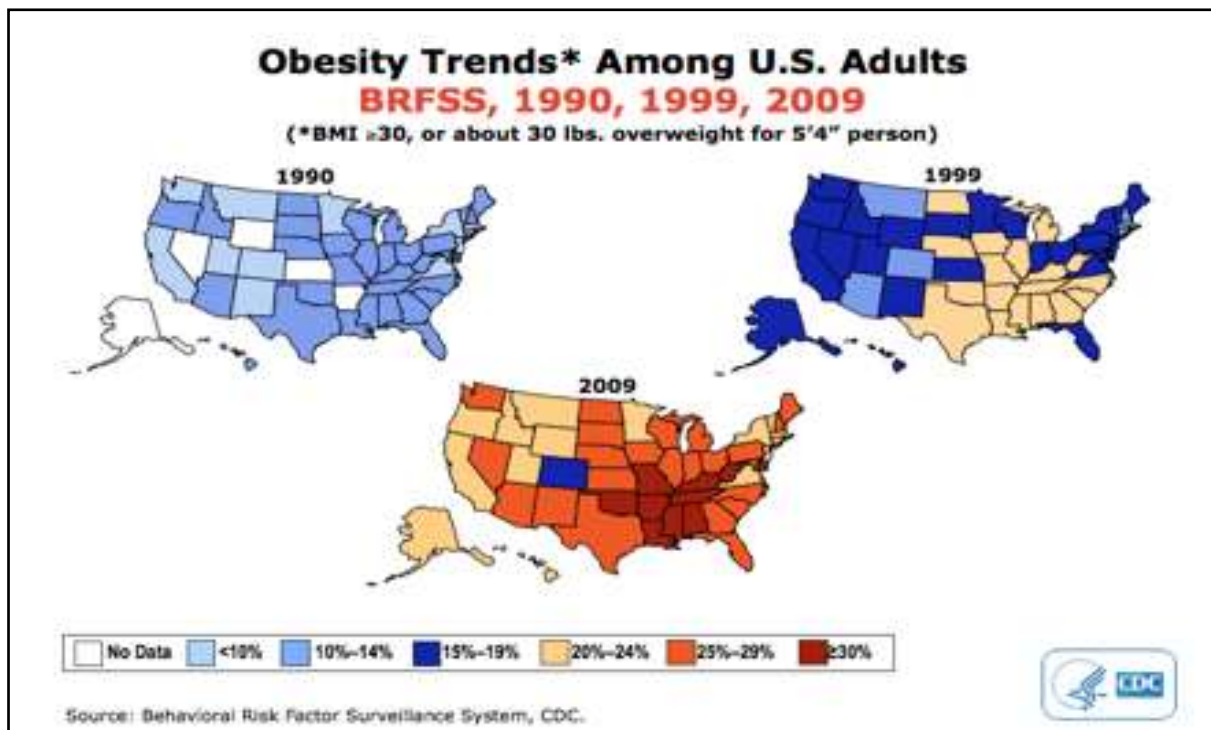 Obesity Trends* Among U.S. Adults
BRFSS, 1990, 1999, 2009
(*BMI ≥30, or about 30 lbs. overweight for 5'4" person)
1990
1999
2009
No Data <10% 10%–14% 15%–19% 20%–24% 25%–29% ≥30%
Source: Behavioral Risk Factor Surveillance System, CDC.
CDC